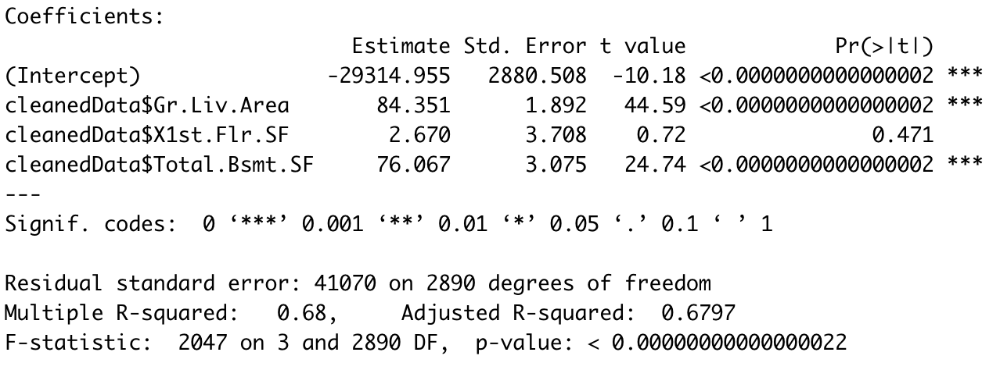 Coefficients:
Estimate Std. Error t value Pr(>|t|)
(Intercept) -29314.955 2880.508 -10.18 <0.0000000000000002 ***
cleanedData$Gr.Liv.Area 84.351 1.892 44.59 <0.0000000000000002 ***
cleanedData$X1st.Flr.SF 2.670 3.708 0.72 0.471
cleanedData$Total.Bsmt.SF 76.067 3.075 24.74 <0.0000000000000002 ***
---
Signif. codes:  0 ‘***’ 0.001 ‘**’ 0.01 ‘*’ 0.05 ‘.’ 0.1 ‘ ’ 1
Residual standard error: 41070 on 2890 degrees of freedom
Multiple R-squared:   0.68,     Adjusted R-squared:  0.6797
F-statistic:  2047 on 3 and 2890 DF,  p-value: < 0.00000000000000022